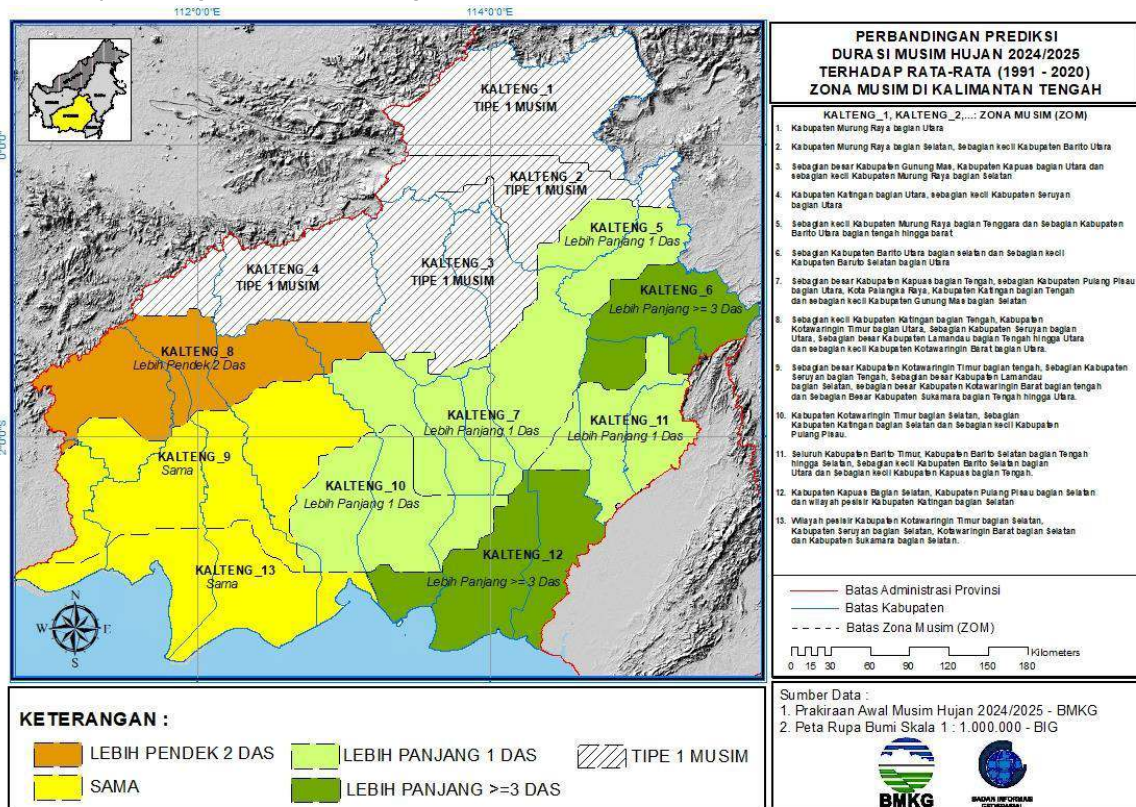 112°0'0"E
114°0'0"E
0°0'0"
2°0'0"S
KALTENG_1
TIPE 1 MUSIM
KALTENG_2
TIPE 1 MUSIM
KALTENG_5
Lebih Panjang 1 Das
KALTENG_4
TIPE 1 MUSIM
KALTENG_3
TIPE 1 MUSIM
KALTENG_6
Lebih Panjang >= 3 Das
KALTENG_8
Lebih Pendek 2 Das
KALTENG_7
Lebih Panjang 1 Das
KALTENG_11
Lebih Panjang 1 Das
KALTENG_9
Sama
KALTENG_10
Lebih Panjang 1 Das
KALTENG_12
Lebih Panjang >= 3 Das
KALTENG_13
Sama
N
W
E
S
PERBANDINGAN PREDIKSI
DURASI MUSIM HUJAN 2024/2025
TERHADAP RATA-RATA (1991 - 2020)
ZONA MUSIM DI KALIMANTAN TENGAH
KALTENG_1, KALTENG_2,...: ZONA MUSIM (ZOM)
1. Kabupaten Murung Raya bagian Utara
2. Kabupaten Murung Raya bagian Selatan, Sebagian kecil Kabupaten Barito Utara
3. Sebagian besar Kabupaten Gunung Mas, Kabupaten Kapuas bagian Utara dan
sebagian kecil Kabupaten Murung Raya bagian Selatan
4. Kabupaten Katingan bagian Utara, sebagian kecil Kabupaten Seruyan
bagian Utara
5. Sebagian kecil Kabupaten Murung Raya bagian Tenggara dan Sebagian Kabupaten
Barito Utara bagian tengah hingga barat
6. Sebagian Kabupaten Barito Utara bagian selatan dan Sebagian kecil
Kabupaten Baruto Selatan bagian Utara
7. Sebagian besar Kabupaten Kapuas bagian Tengah, sebagian Kabupaten Pulang Pisau
bagian Utara, Kota Palangka Raya, Kabupaten Katingan bagian Tengah
dan sebagian kecil Kabupaten Gunung Mas bagian Selatan
8. Sebagian kecil Kabupaten Katingan bagian Tengah, Kabupaten
Kotawaringin Timur bagian Utara, Sebagian Kabupaten Seruyan bagian
Utara, Sebagian besar Kabupaten Lamandau bagian Tengah hingga Utara
dan sebagian kecil Kabupaten Kotawaringin Barat bagian Utara.
9. Sebagian besar Kabupaten Kotawaringin Timur bagian tengah, Sebagian Kabupaten
Seruyan bagian Tengah, Sebagian besar Kabupaten Lamandau
bagian Selatan, sebagian besar Kabupaten Kotawaringin Barat bagian tengah
dan Sebagian Besar Kabupaten Sukamara bagian Tengah hingga Utara.
10. Kabupaten Kotawaringin Timur bagian Selatan, Sebagian
Kabupaten Katingan bagian Selatan dan Sebagian kecil Kabupaten
Pulang Pisau.
11. Seluruh Kabupaten Barito Timur, Kabupaten Barito Selatan bagian Tengah
hingga Selatan, Sebagian kecil Kabupaten Barito Selatan bagian
Utara dan Sebagian kecil Kabupaten Kapuas bagian Tengah.
12. Kabupaten Kapuas Bagian Selatan, Kabupaten Pulang Pisau bagian Selatan
dan wilayah pesisir Kabupaten Katingan bagian Selatan
13. Wilayah pesisir Kabupaten Kotawaringin Timur bagian Selatan,
Kabupaten Seruyan bagian Selatan, Kotawaringin Barat bagian Selatan
dan Kabupaten Sukamara bagian Selatan.
Batas Administrasi Provinsi
Batas Kabupaten
Batas Zona Musim (ZOM)
Kilometers
0 15 30 60 90 120 150 180
Sumber Data :
1. Prakiraan Awal Musim Hujan 2024/2025 - BMKG
2. Peta Rupa Bumi Skala 1 : 1.000.000 - BIG
BMKG
BADAN INFORMASI
GEOSPASIAL
KETERANGAN :
LEBIH PENDEK 2 DAS
LEBIH PANJANG 1 DAS
TIPE 1 MUSIM
SAMA
LEBIH PANJANG >=3 DAS